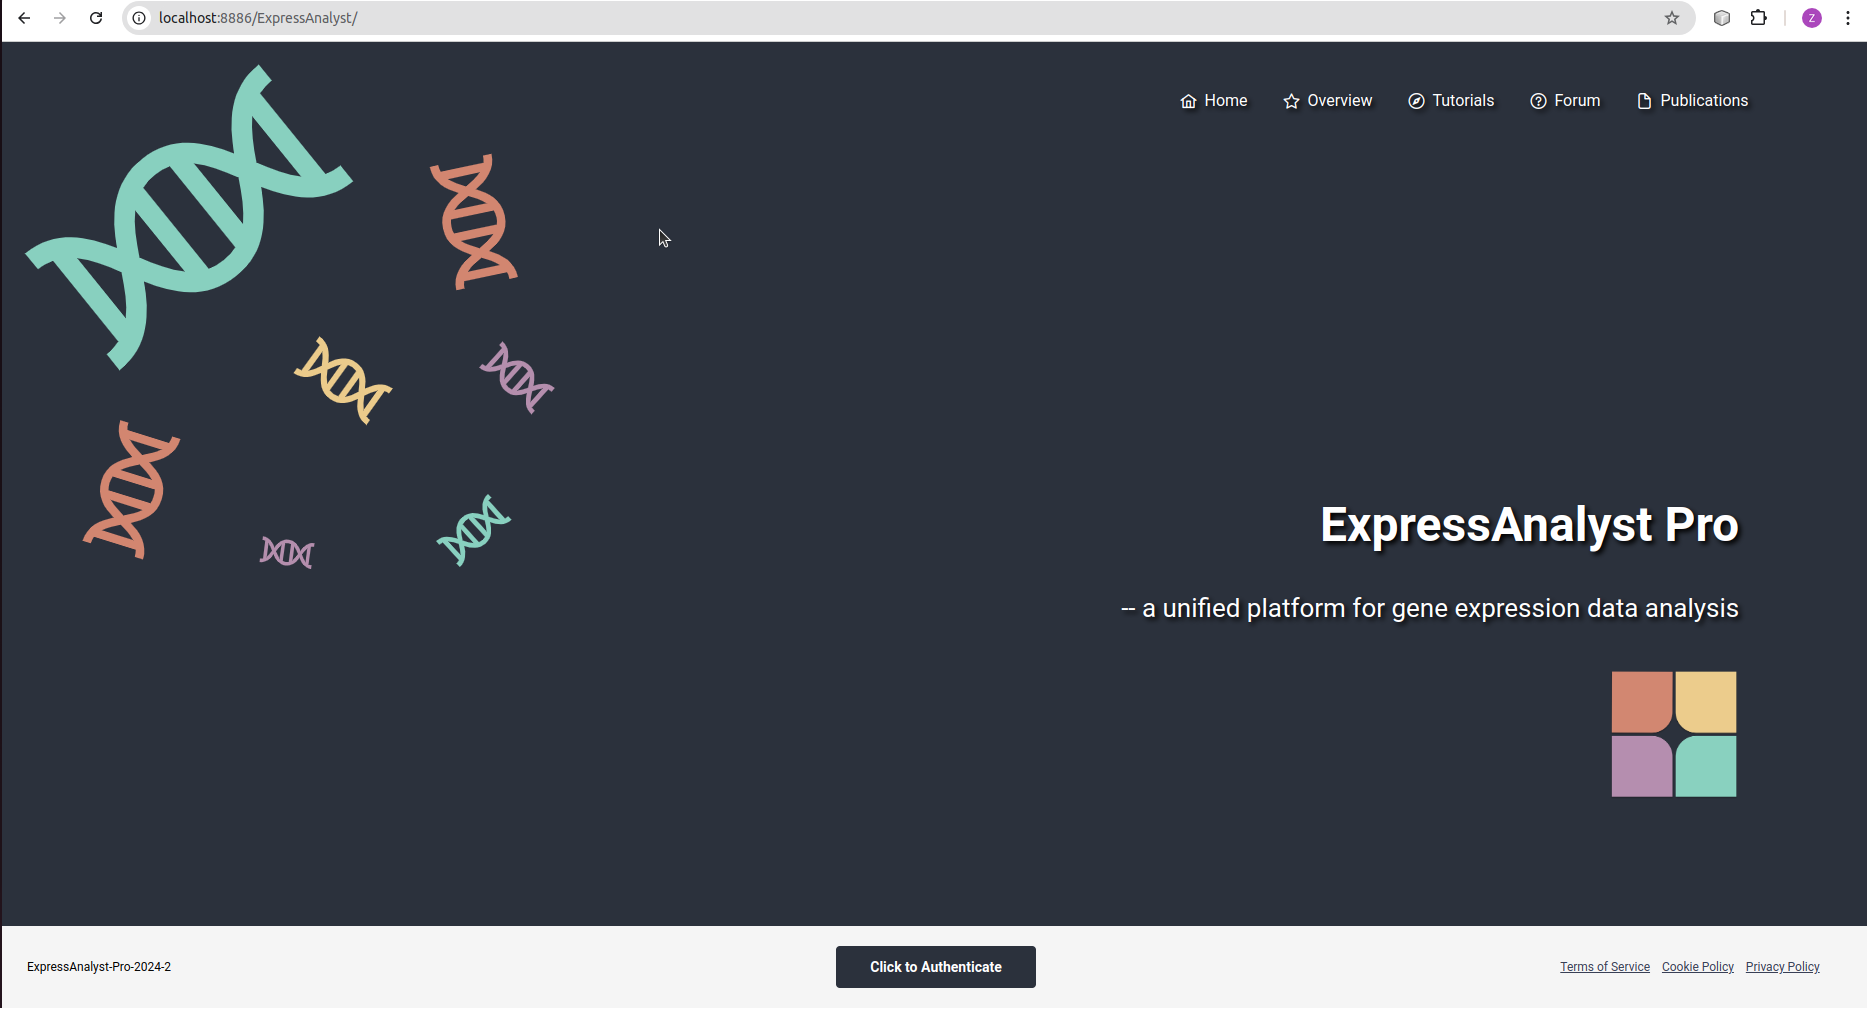 localhost:8886/ExpressAnalyst/
Z
Home Overview Tutorials Forum Publications
ExpressAnalyst Pro
-- a unified platform for gene expression data analysis
ExpressAnalyst-Pro-2024-2
Click to Authenticate
Terms of Service Cookie Policy Privacy Policy